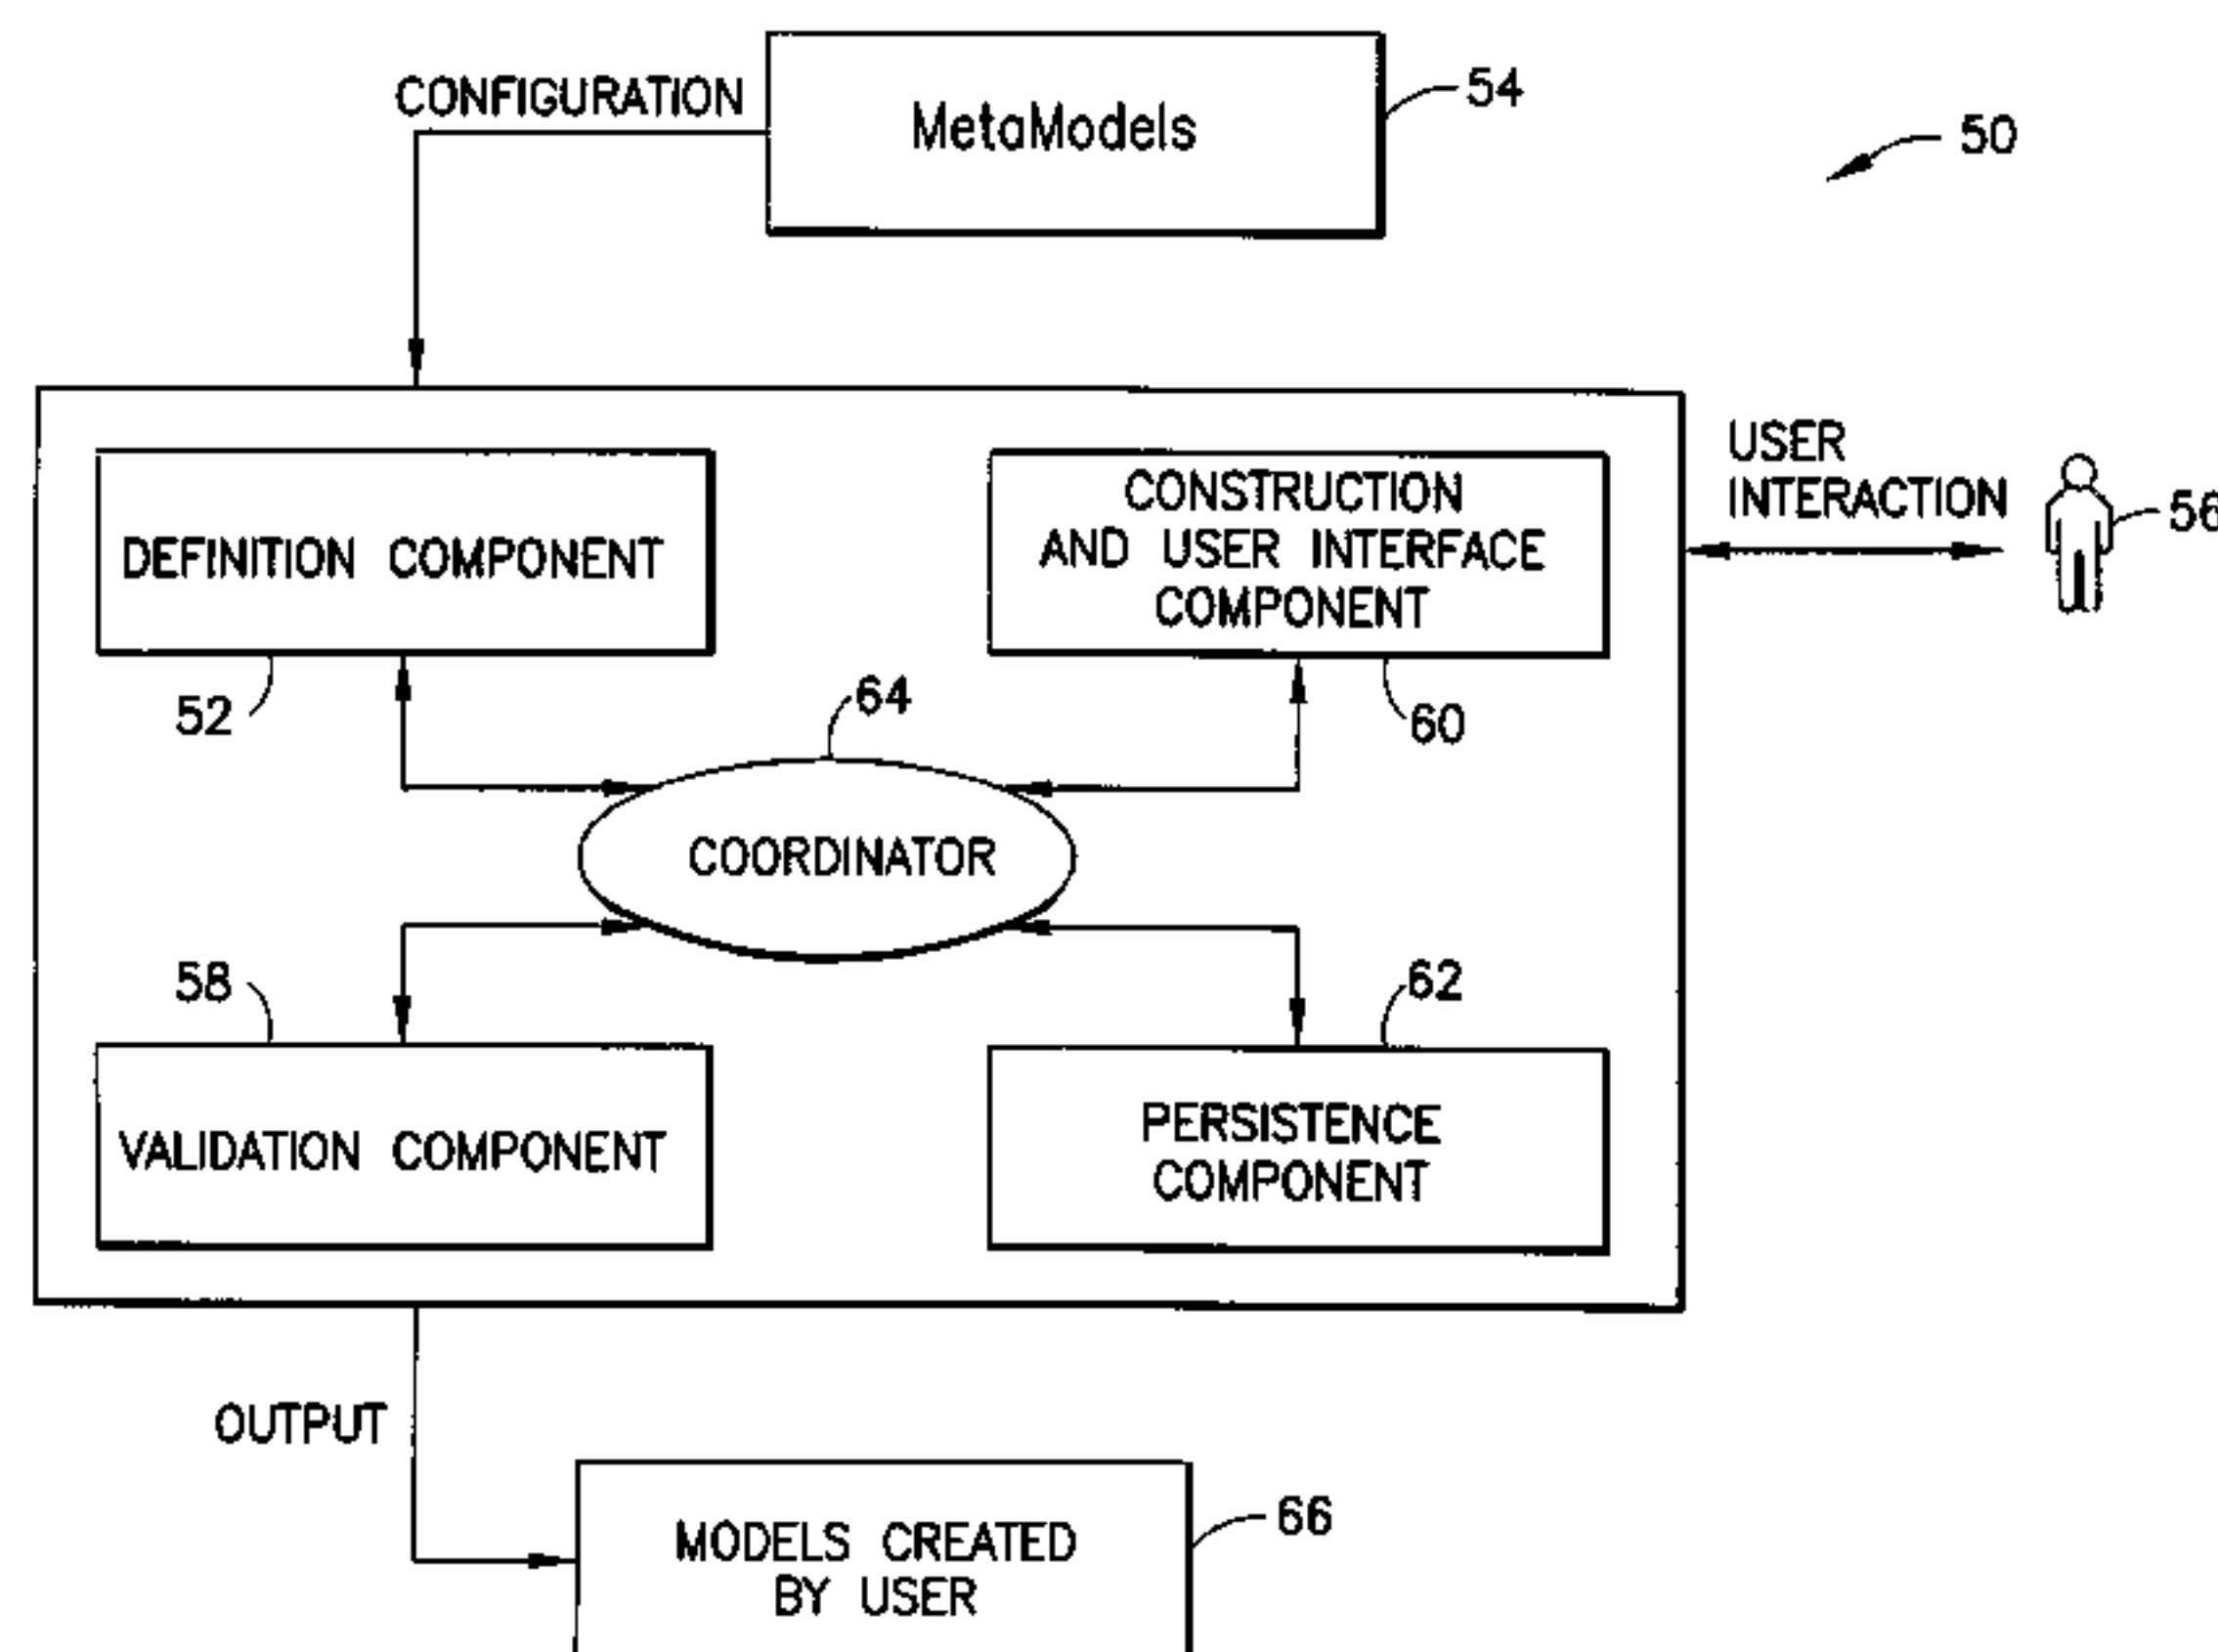 CONFIGURATION
MetaModels
54
50
DEFINITION COMPONENT
CONSTRUCTION
AND USER INTERFACE
COMPONENT
USER
INTERACTION
56
52
64
60
COORDINATOR
58
62
VALIDATION COMPONENT
PERSISTENCE
COMPONENT
OUTPUT
MODELS CREATED
BY USER
66